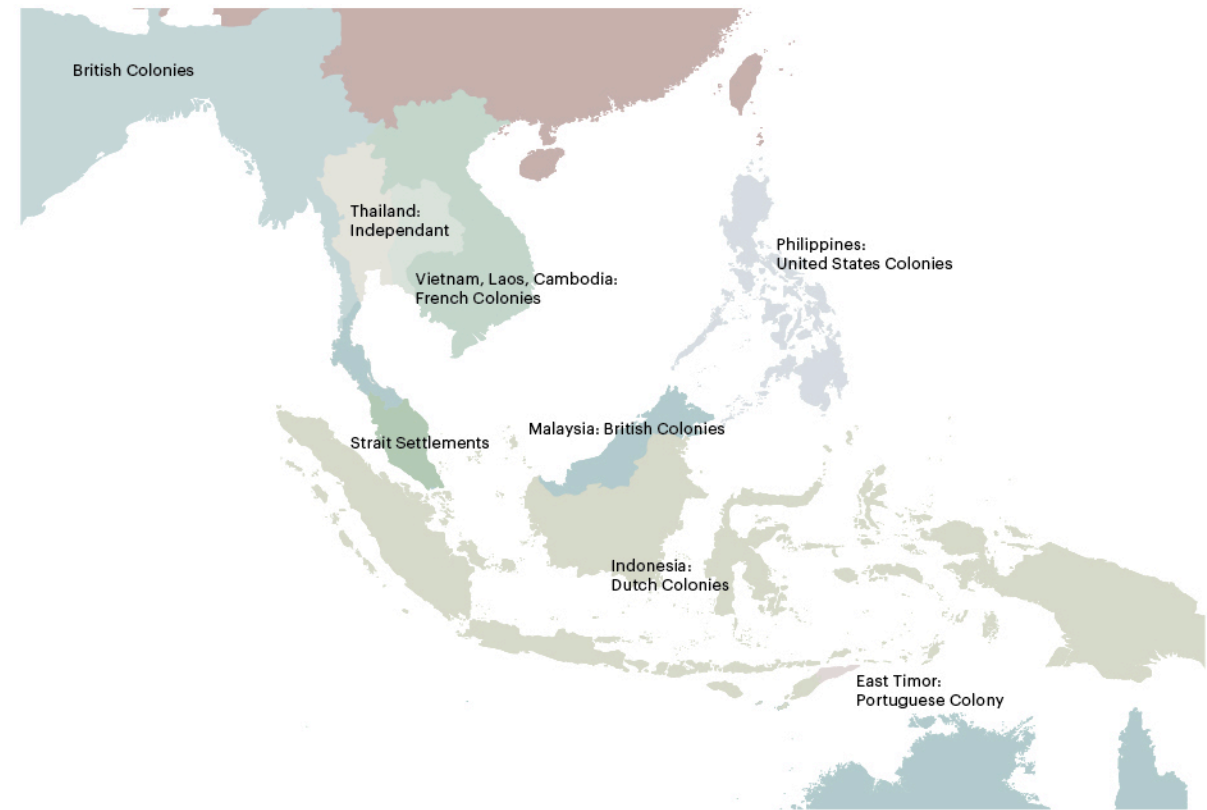 British Colonies
Thailand:
Independant
Philippines:
United States Colonies
Vietnam, Laos, Cambodia:
French Colonies
Malaysia: British Colonies
Strait Settlements
Indonesia:
Dutch Colonies
East Timor:
Portuguese Colony